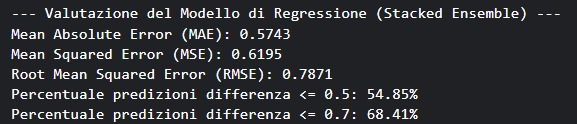 --- Valutazione del Modello di Regressione (Stacked Ensemble) ---
Mean Absolute Error (MAE): 0.5743
Mean Squared Error (MSE): 0.6195
Root Mean Squared Error (RMSE): 0.7871
Percentuale predizioni differenza <= 0.5: 54.85%
Percentuale predizioni differenza <= 0.7: 68.41%